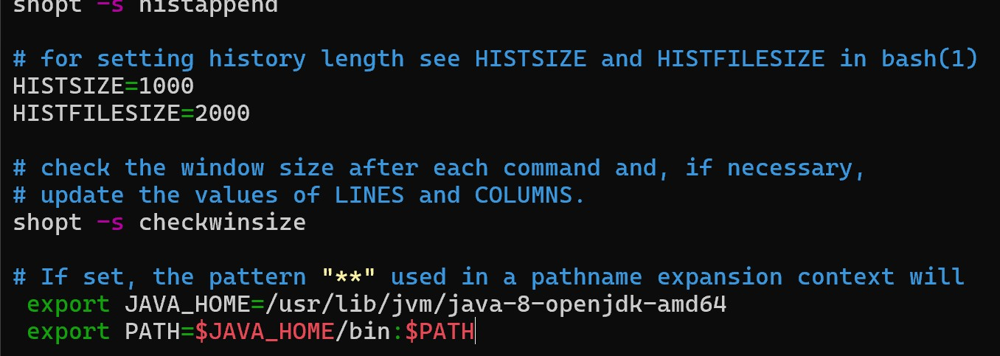 shopt -s histappend
# for setting history length see HISTSIZE and HISTFILESIZE in bash(1)
HISTSIZE=1000
HISTFILESIZE=2000
# check the window size after each command and, if necessary,
# update the values of LINES and COLUMNS.
shopt -s checkwinsize
# If set, the pattern "**" used in a pathname expansion context will
export JAVA_HOME=/usr/lib/jvm/java-8-openjdk-amd64
export PATH=$JAVA_HOME/bin:$PATH